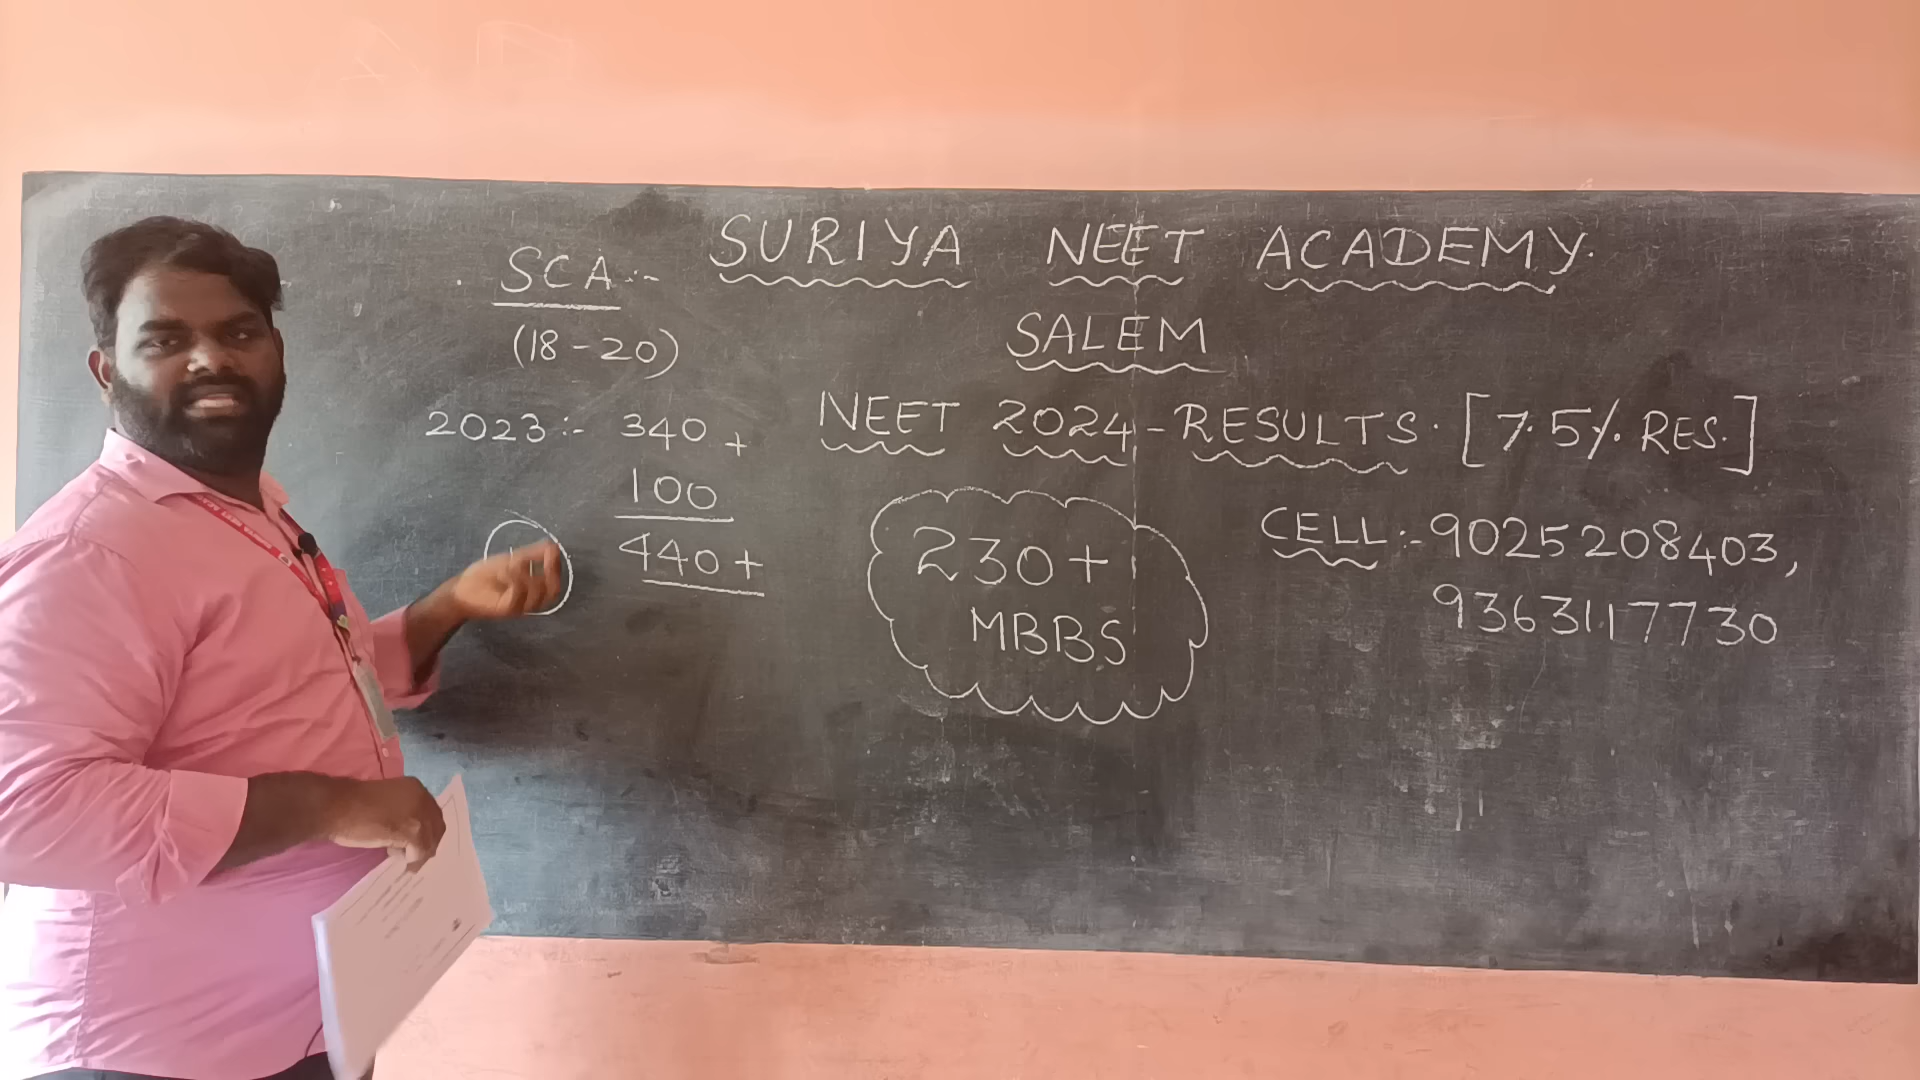 SURIYA NEET ACADEMY.
SALEM
SCA :-
(18-20)
2023 :- 340 +
100
440+
NEET 2024 - RESULTS. [7.5% RES.]
230+
MBBS
CELL :- 9025208403,
9363117730